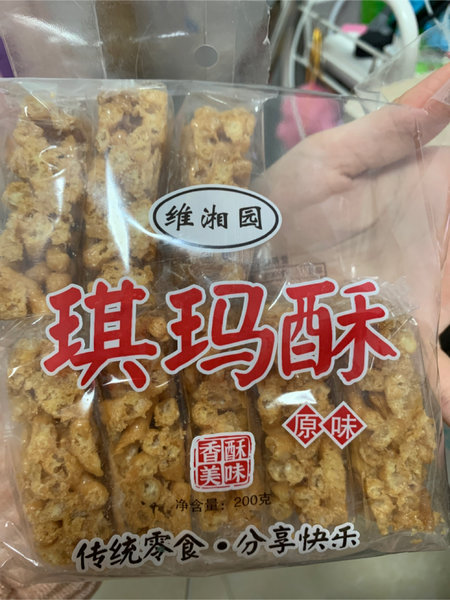 维湘园
琪玛酥
原味
香酥
美味
净含量：200克
传统零食·分享快乐